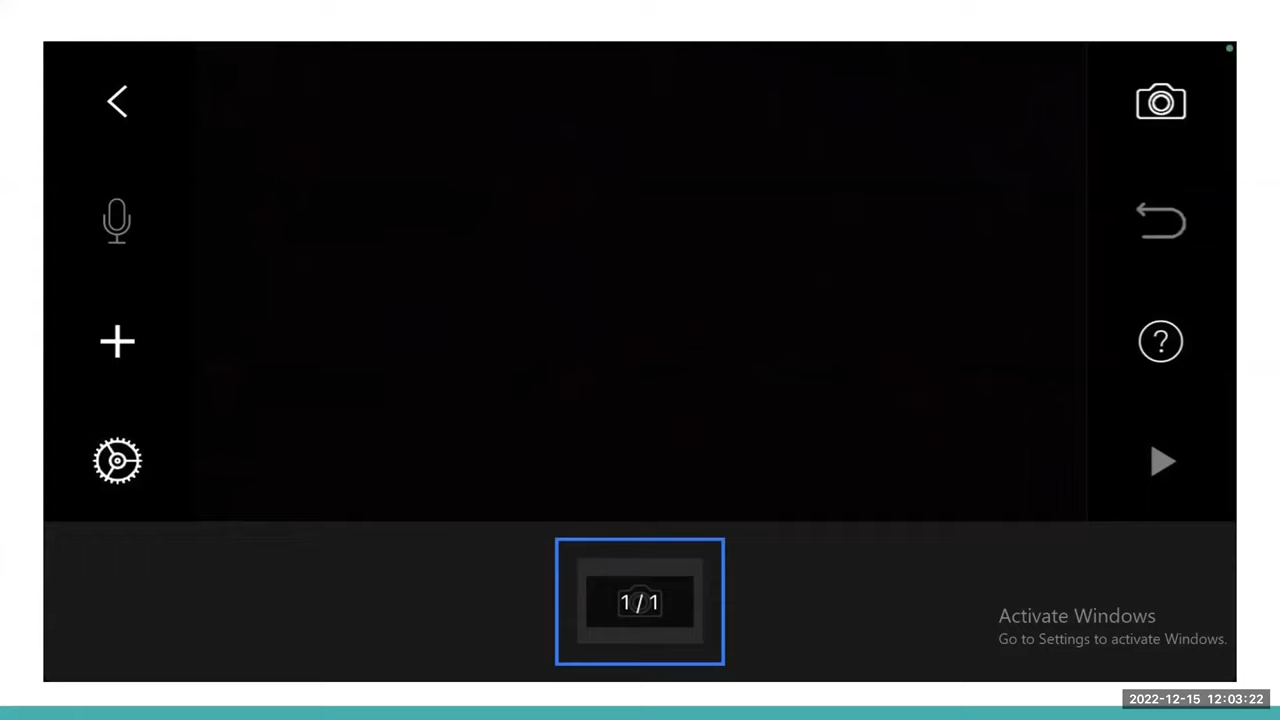 ?
1/1
Activate Windows
Go to Settings to activate Windows.
2022-12-15 12:03:22